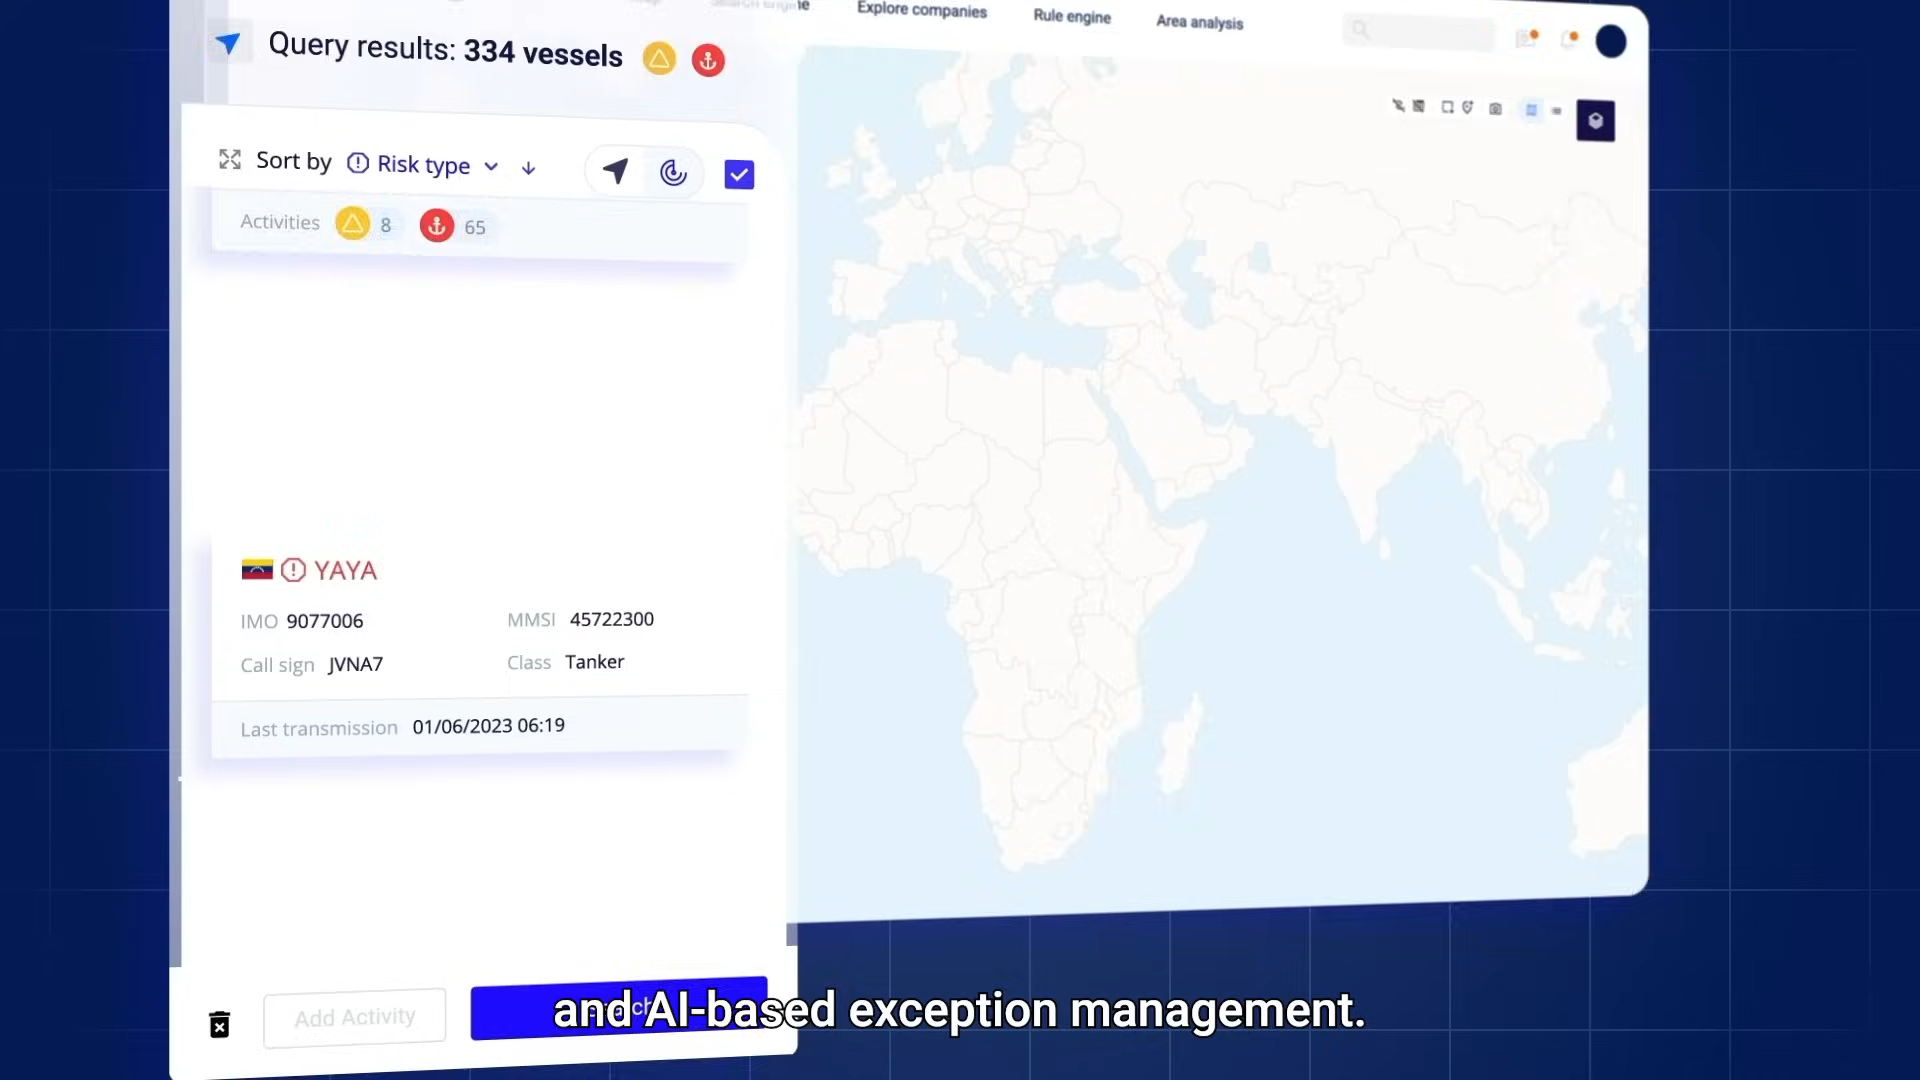 Explore companies
Rule engine
Area analysis
Query results: 334 vessels
Sort by Risk type
Activities 8 65
YAYA
IMO 9077006
MMSI 45722300
Call sign JVNA7
Class Tanker
Last transmission 01/06/2023 06:19
Add Activity
and AI-based exception management.